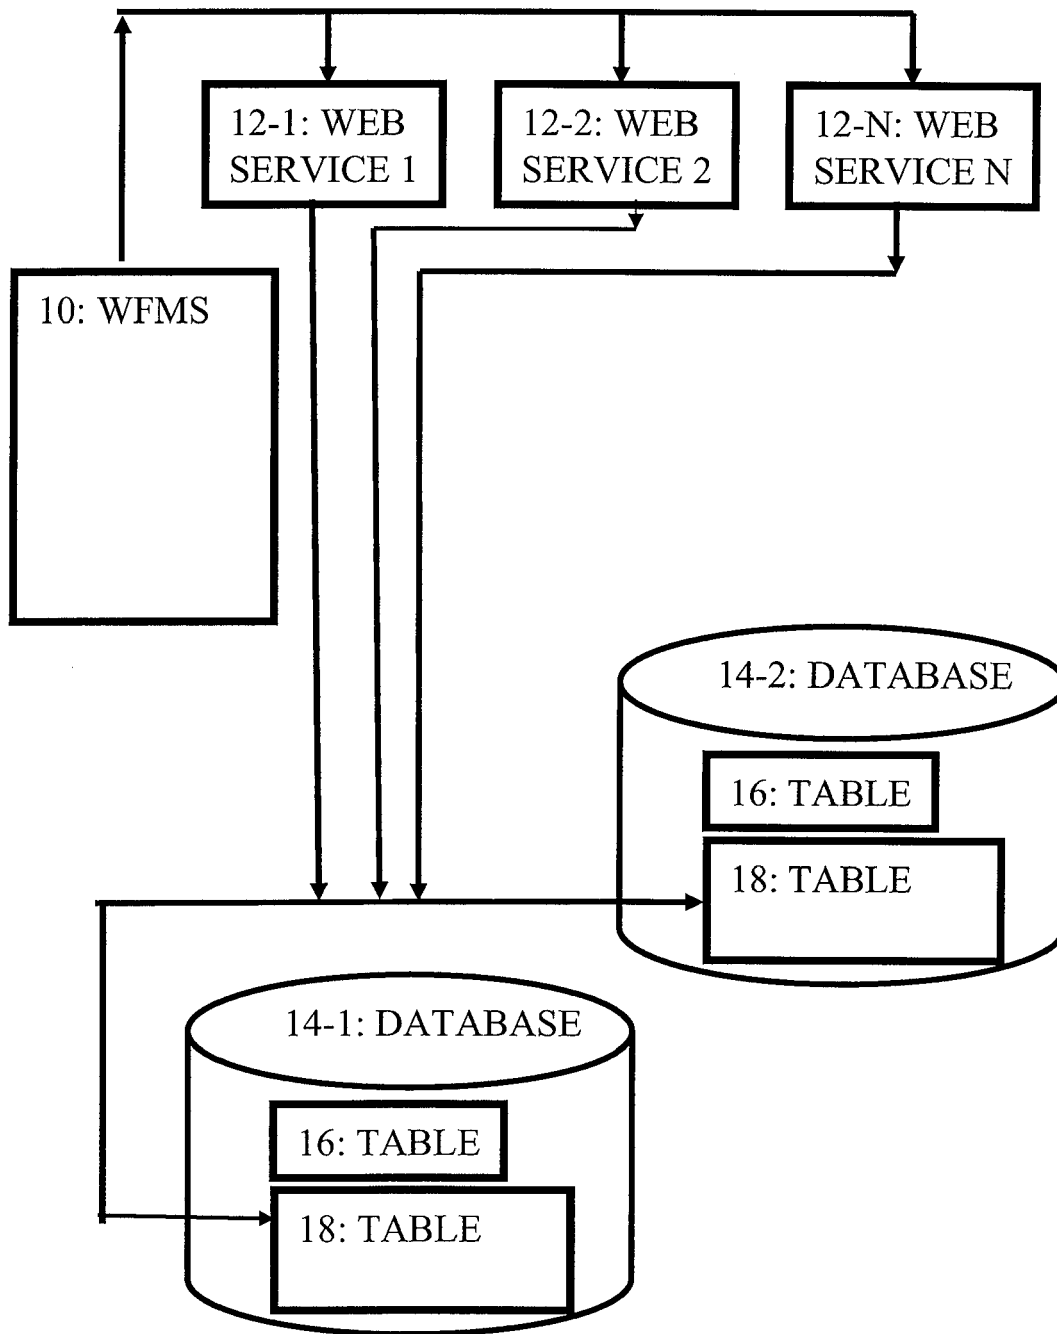 12-1: WEB
SERVICE 1
12-2: WEB
SERVICE 2
12-N: WEB
SERVICE N
10: WFMS
14-2: DATABASE
16: TABLE
18: TABLE
14-1: DATABASE
16: TABLE
18: TABLE